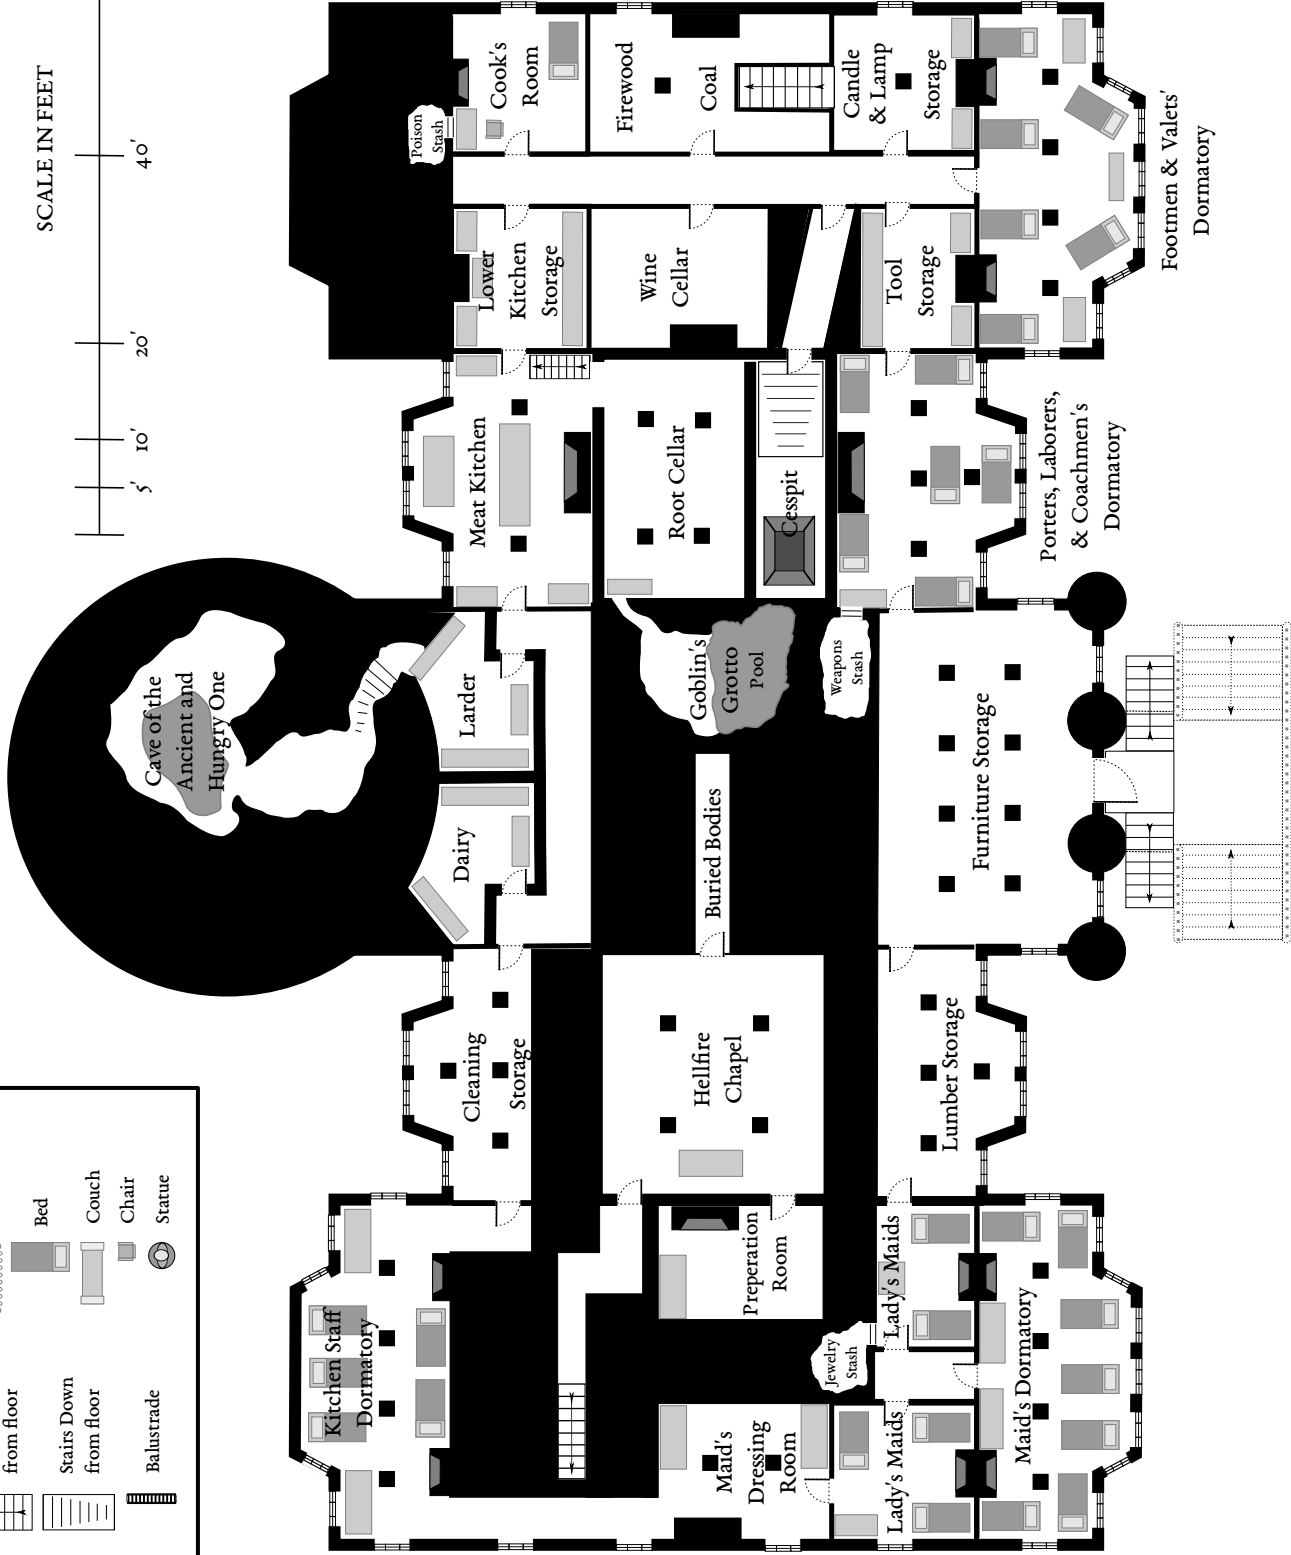 SCALE IN FEET
40'
20'
10'
5'
Poison
Stash
Cook's
Room
Firewood
Coal
Candle
& Lamp
Storage
Footmen & Valets'
Dormatory
Lower
Kitchen
Storage
Wine
Cellar
Tool
Storage
Meat Kitchen
Root Cellar
Cesspit
Porters, Laborers,
& Coachmen's
Dormatory
Cave of the
Ancient and
Hungry One
Larder
Goblin's
Grotto
Pool
Weapons
Stash
Dairy
Buried Bodies
Furniture Storage
Cleaning
Storage
Hellfire
Chapel
Lumber Storage
Kitchen Staff
Dormatory
Preperation
Room
Lady's Maids
Jewelry
Stash
Maid's
Dressing
Room
Lady's Maids
Maid's Dormatory
Bed
Couch
Chair
Statue
from floor
Stairs Down
from floor
Balustrade